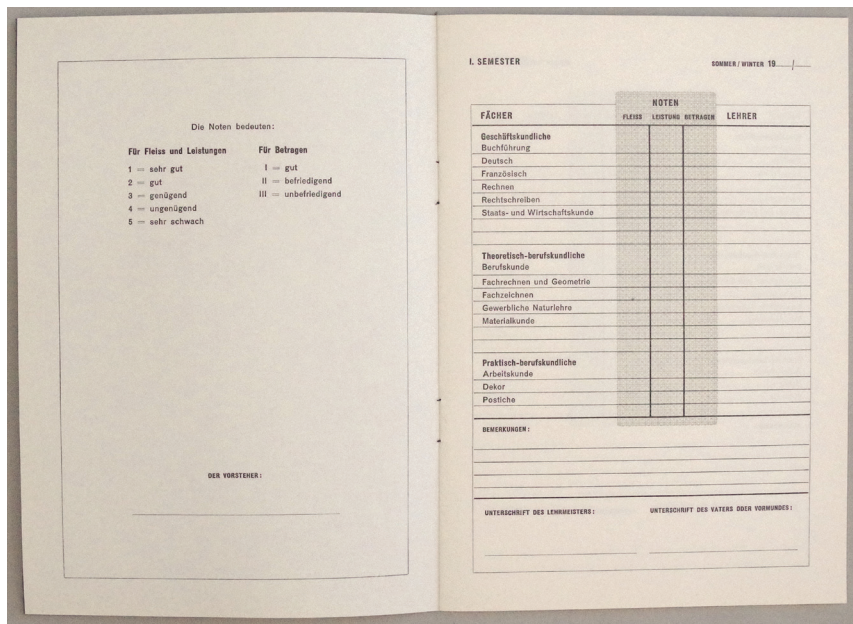 Die Noten bedeuten:
Für Fleiss und Leistungen
1 = sehr gut
2 = gut
3 = genügend
4 = ungenügend
5 = sehr schwach
Für Betragen
I = gut
II = befriedigend
III = unbefriedigend
DER VORSTEHER:
I. SEMESTER
SOMMER/WINTER 19 /
NOTEN
FÄCHER FLEISS LEISTUNG BETRAGEN LEHRER
Geschäftskundliche
Buchführung
Deutsch
Französisch
Rechnen
Rechtschreiben
Staats- und Wirtschaftskunde
Theoretisch-berufskundliche
Berufskunde
Fachrechnen und Geometrie
Fachzeichnen
Gewerbliche Naturlehre
Materialkunde
Praktisch-berufskundliche
Arbeitskunde
Dekor
Postiche
BEMERKUNGEN:
UNTERSCHRIFT DES LEHRMEISTERS:
UNTERSCHRIFT DES VATERS ODER VORMUNDES: